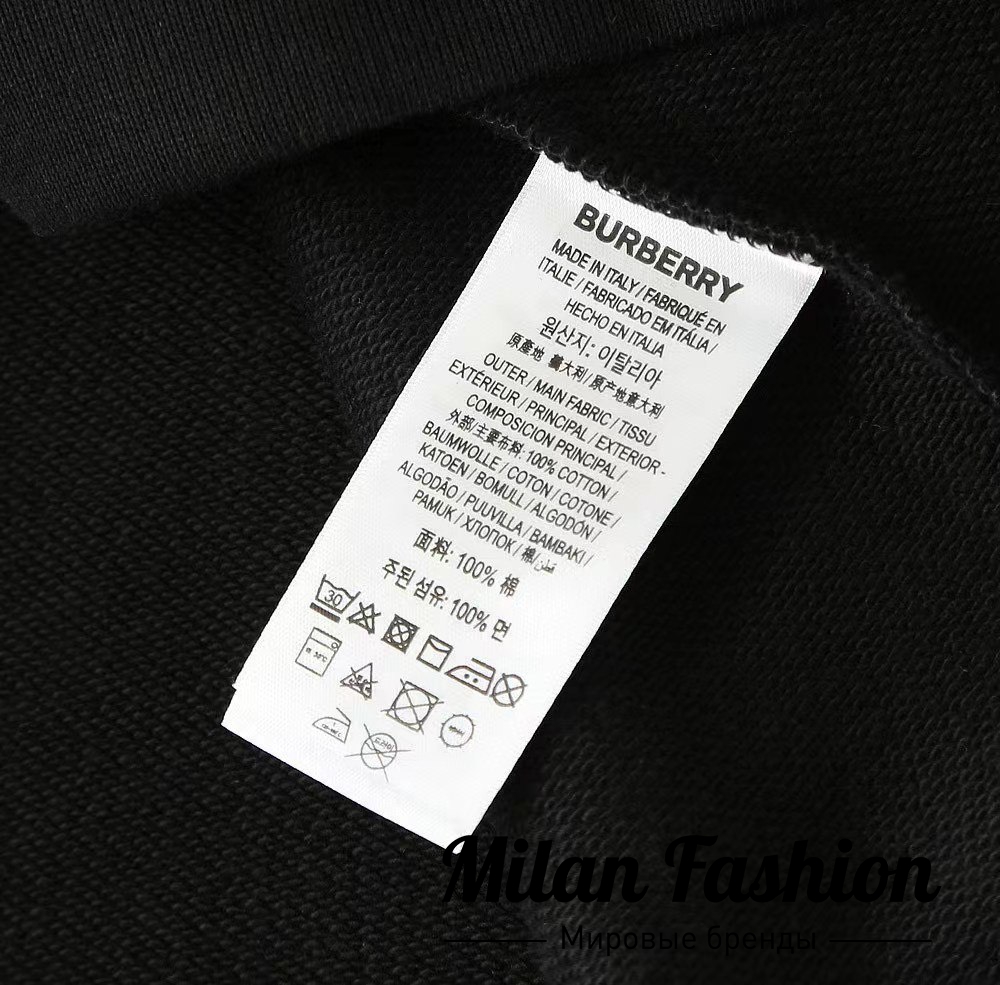 BURBERRY
MADE IN ITALY / FABRIQUÉ EN
ITALIE / FABRICADO EM ITÁLIA /
HECHO EN ITALIA
원산지: 이탈리아
原產地 義大利 / 原产地意大利
OUTER / MAIN FABRIC / TISSU
EXTÉRIEUR / PRINCIPAL / EXTERIOR -
COMPOSICION PRINCIPAL /
外部/主要布料: 100% COTTON /
BAUMWOLLE / COTON / COTONE /
KATOEN / BOMULL / ALGODÓN /
ALGODÃO / PUUVILLA / BAMBAKI /
PAMUK / ХЛОПОК / 棉
面料: 100% 棉
주된 섬유: 100% 면
30
Milan Fashion
Мировые бренды